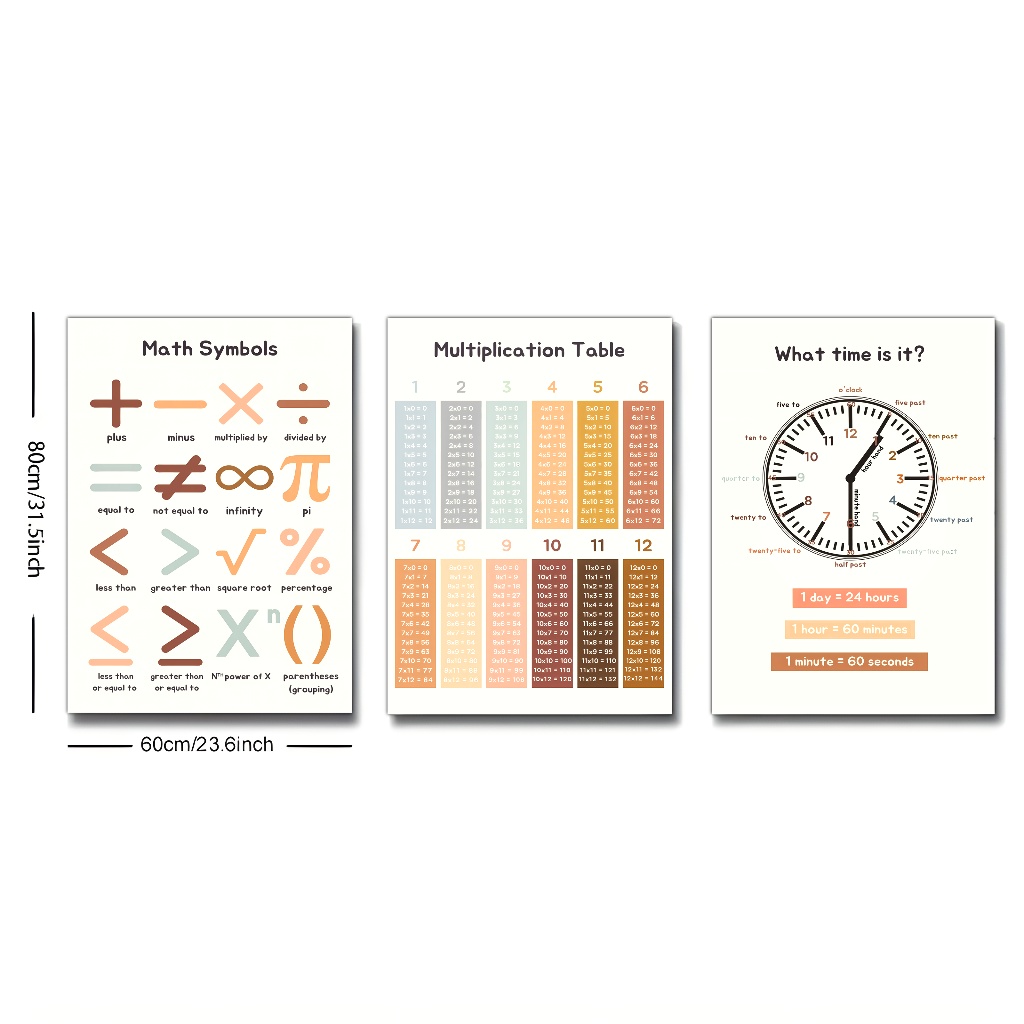 80cm/31.5inch
60cm/23.6inch
Math Symbols
plus
minus
multiplied by
divided by
equal to
not equal to
infinity
pi
less than
greater than
square root
percentage
less than
or equal to
greater than
or equal to
X n
Nᵀᴴ power of X
parentheses
(grouping)
Multiplication Table
1 2 3 4 5 6
1x0 = 0 2x0 = 0 3x0 = 0 4x0 = 0 5x0 = 0 6x0 = 0
1x1 = 1 2x1 = 2 3x1 = 3 4x1 = 4 5x1 = 5 6x1 = 6
1x2 = 2 2x2 = 4 3x2 = 6 4x2 = 8 5x2 = 10 6x2 = 12
1x3 = 3 2x3 = 6 3x3 = 9 4x3 = 12 5x3 = 15 6x3 = 18
1x4 = 4 2x4 = 8 3x4 = 12 4x4 = 16 5x4 = 20 6x4 = 24
1x5 = 5 2x5 = 10 3x5 = 15 4x5 = 20 5x5 = 25 6x5 = 30
1x6 = 6 2x6 = 12 3x6 = 18 4x6 = 24 5x6 = 30 6x6 = 36
1x7 = 7 2x7 = 14 3x7 = 21 4x7 = 28 5x7 = 35 6x7 = 42
1x8 = 8 2x8 = 16 3x8 = 24 4x8 = 32 5x8 = 40 6x8 = 48
1x9 = 9 2x9 = 18 3x9 = 27 4x9 = 36 5x9 = 45 6x9 = 54
1x10 = 10 2x10 = 20 3x10 = 30 4x10 = 40 5x10 = 50 6x10 = 60
1x11 = 11 2x11 = 22 3x11 = 33 4x11 = 44 5x11 = 55 6x11 = 66
1x12 = 12 2x12 = 24 3x12 = 36 4x12 = 48 5x12 = 60 6x12 = 72
7 8 9 10 11 12
7x0 = 0 8x0 = 0 9x0 = 0 10x0 = 0 11x0 = 0 12x0 = 0
7x1 = 7 8x1 = 8 9x1 = 9 10x1 = 10 11x1 = 11 12x1 = 12
7x2 = 14 8x2 = 16 9x2 = 18 10x2 = 20 11x2 = 22 12x2 = 24
7x3 = 21 8x3 = 24 9x3 = 27 10x3 = 30 11x3 = 33 12x3 = 36
7x4 = 28 8x4 = 32 9x4 = 36 10x4 = 40 11x4 = 44 12x4 = 48
7x5 = 35 8x5 = 40 9x5 = 45 10x5 = 50 11x5 = 55 12x5 = 60
7x6 = 42 8x6 = 48 9x6 = 54 10x6 = 60 11x6 = 66 12x6 = 72
7x7 = 49 8x7 = 56 9x7 = 63 10x7 = 70 11x7 = 77 12x7 = 84
7x8 = 56 8x8 = 64 9x8 = 72 10x8 = 80 11x8 = 88 12x8 = 96
7x9 = 63 8x9 = 72 9x9 = 81 10x9 = 90 11x9 = 99 12x9 = 108
7x10 = 70 8x10 = 80 9x10 = 90 10x10 = 100 11x10 = 110 12x10 = 120
7x11 = 77 8x11 = 88 9x11 = 99 10x11 = 110 11x11 = 121 12x11 = 132
7x12 = 84 8x12 = 96 9x12 = 108 10x12 = 120 11x12 = 132 12x12 = 144
What time is it?
o'clock
five to
five past
ten to
ten past
quarter to
quarter past
twenty to
twenty past
twenty-five to
twenty-five past
half past
12
11
10
2
9
3
8
4
7
5
hour hand
minute hand
1 day = 24 hours
1 hour = 60 minutes
1 minute = 60 seconds